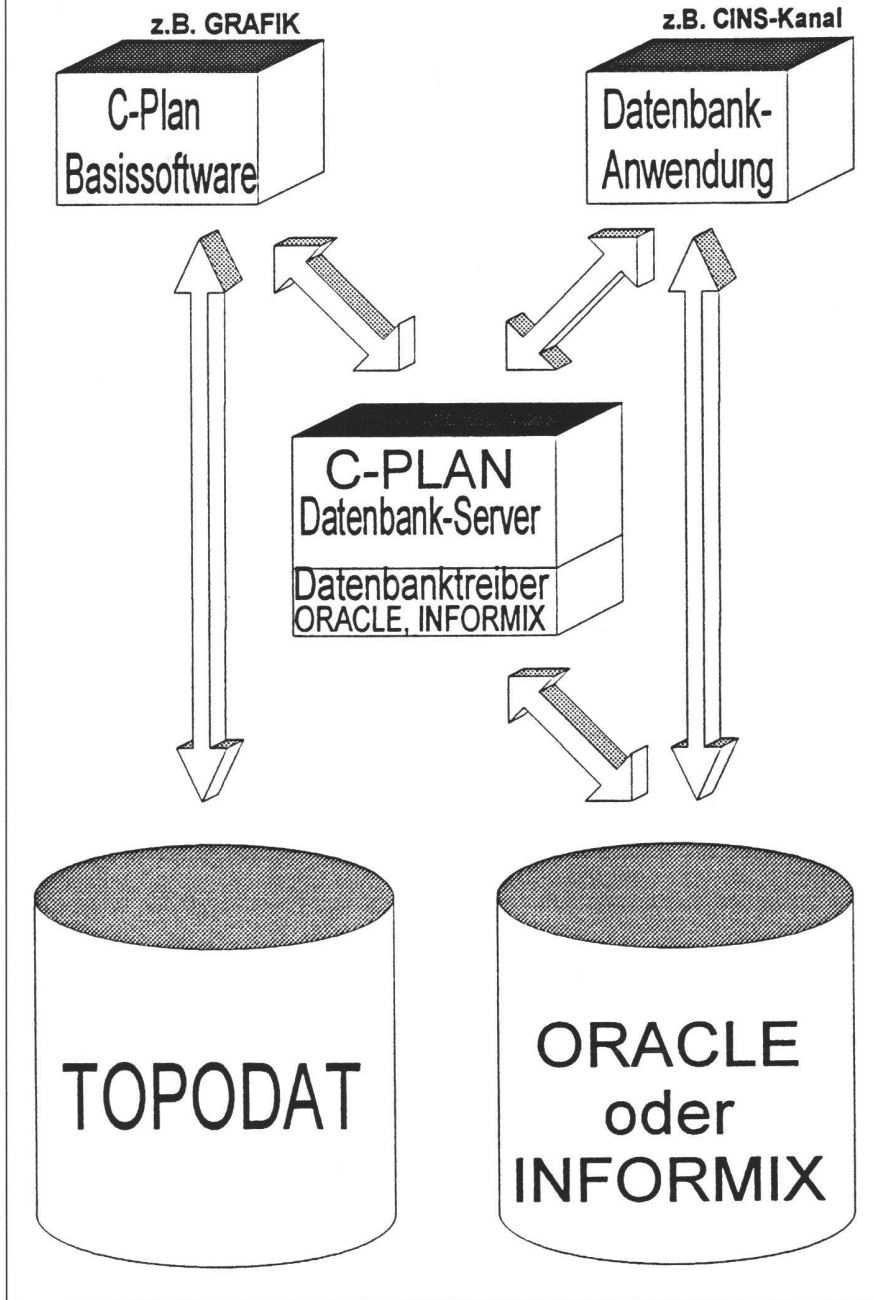 z.B. GRAFIK
z.B. CINS-Kanal
C-Plan
Basissoftware
Datenbank-
Anwendung
C-PLAN
Datenbank-Server
Datenbanktreiber
ORACLE, INFORMIX
TOPODAT
ORACLE
oder
INFORMIX